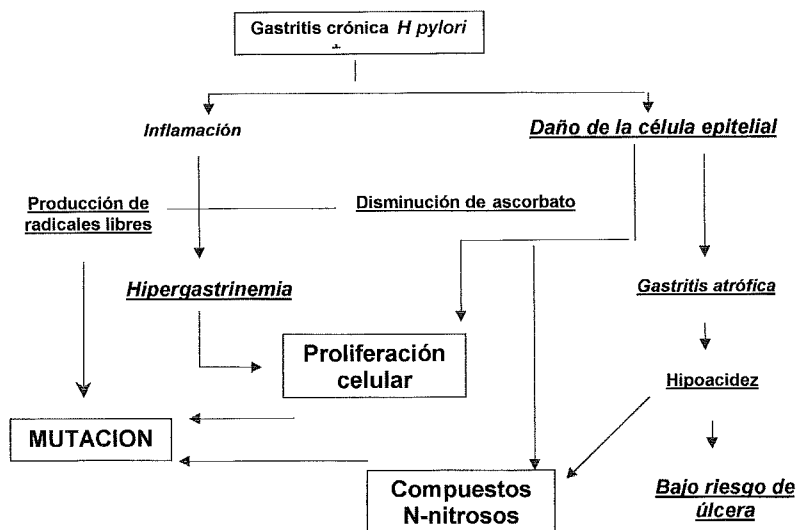 Gastritis crónica H pylori
Inflamación
Daño de la célula epitelial
Producción de
radicales libres
Disminución de ascorbato
Hipergastrinemia
Gastritis atrófica
Proliferación
celular
Hipoacidez
MUTACION
Compuestos
N-nitrosos
Bajo riesgo de
úlcera